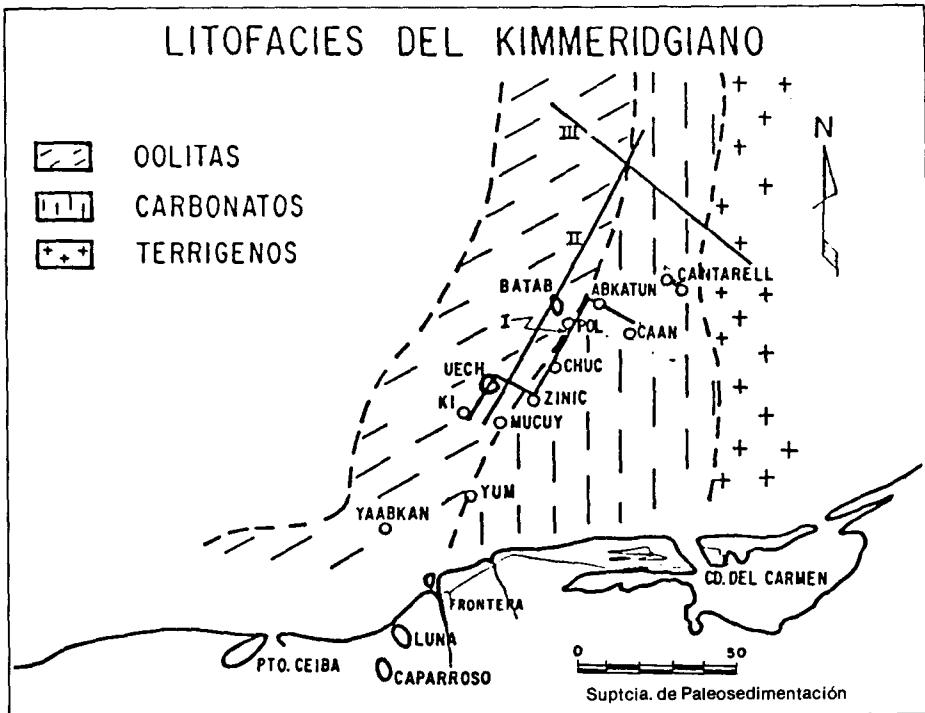 LITOFACIES DEL KIMMERIDGIANO
OOLITAS
CARBONATOS
TERRIGENOS
N
III
II
I
BATAB
ABKATUN
CANTARELL
POL
CAAN
CHUC
UECH
ZINIC
KI
MUCUY
YUM
YAABKAN
CD. DEL CARMEN
FRONTERA
LUNA
PTO. CEIBA
CAPARROSO
0 50
Suptcia. de Paleosedimentación